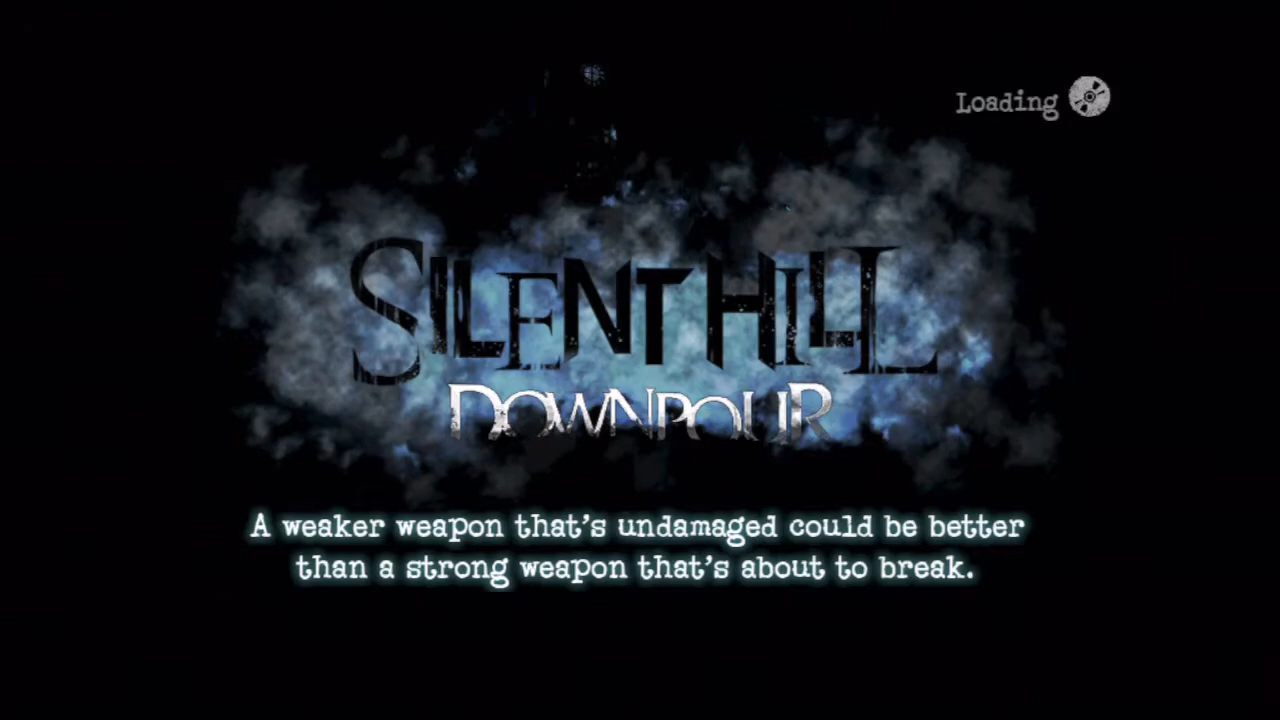 Loading
SILENT HILL
DOWNPOUR
A weaker weapon that's undamaged could be better
than a strong weapon that's about to break.